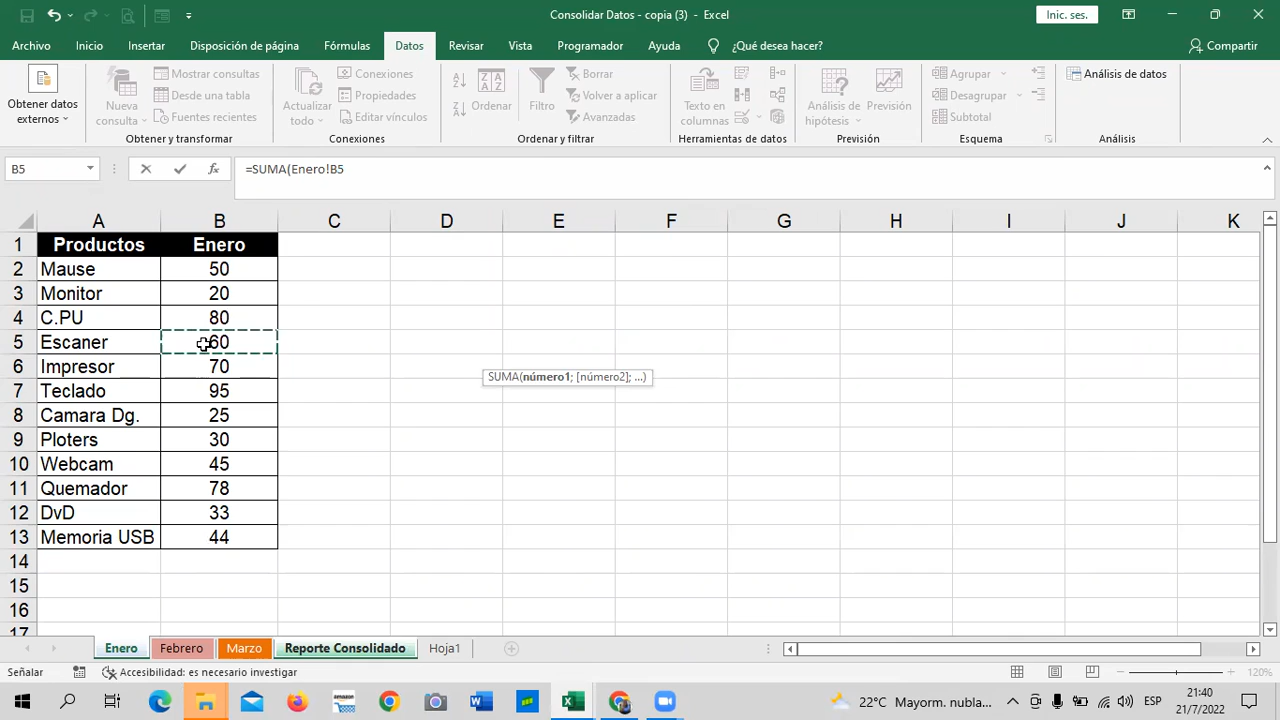 Consolidar Datos - copia (3) - Excel
Inic. ses.
Archivo Inicio Insertar Disposición de página Fórmulas Datos Revisar Vista Programador Ayuda ¿Qué desea hacer? Compartir
Obtener datos externos
Nueva consulta
Mostrar consultas
Desde una tabla
Fuentes recientes
Obtener y transformar
Actualizar todo
Conexiones
Propiedades
Editar vínculos
Conexiones
Ordenar
Filtro
Borrar
Volver a aplicar
Avanzadas
Ordenar y filtrar
Texto en columnas
Herramientas de datos
Análisis de hipótesis
Previsión
Previsión
Agrupar
Desagrupar
Subtotal
Esquema
Análisis de datos
Análisis
B5 fx =SUMA(Enero!B5
A B C D E F G H I J K
1 Productos Enero
2 Mause 50
3 Monitor 20
4 C.PU 80
5 Escaner 60
6 Impresor 70
SUMA(número1; [número2]; ...)
7 Teclado 95
8 Camara Dg. 25
9 Ploters 30
10 Webcam 45
11 Quemador 78
12 DvD 33
13 Memoria USB 44
14
15
16
17
Enero Febrero Marzo Reporte Consolidado Hoja1
Señalar Accesibilidad: es necesario investigar 120%
22°C Mayorm. nubla... ESP 21:40
21/7/2022